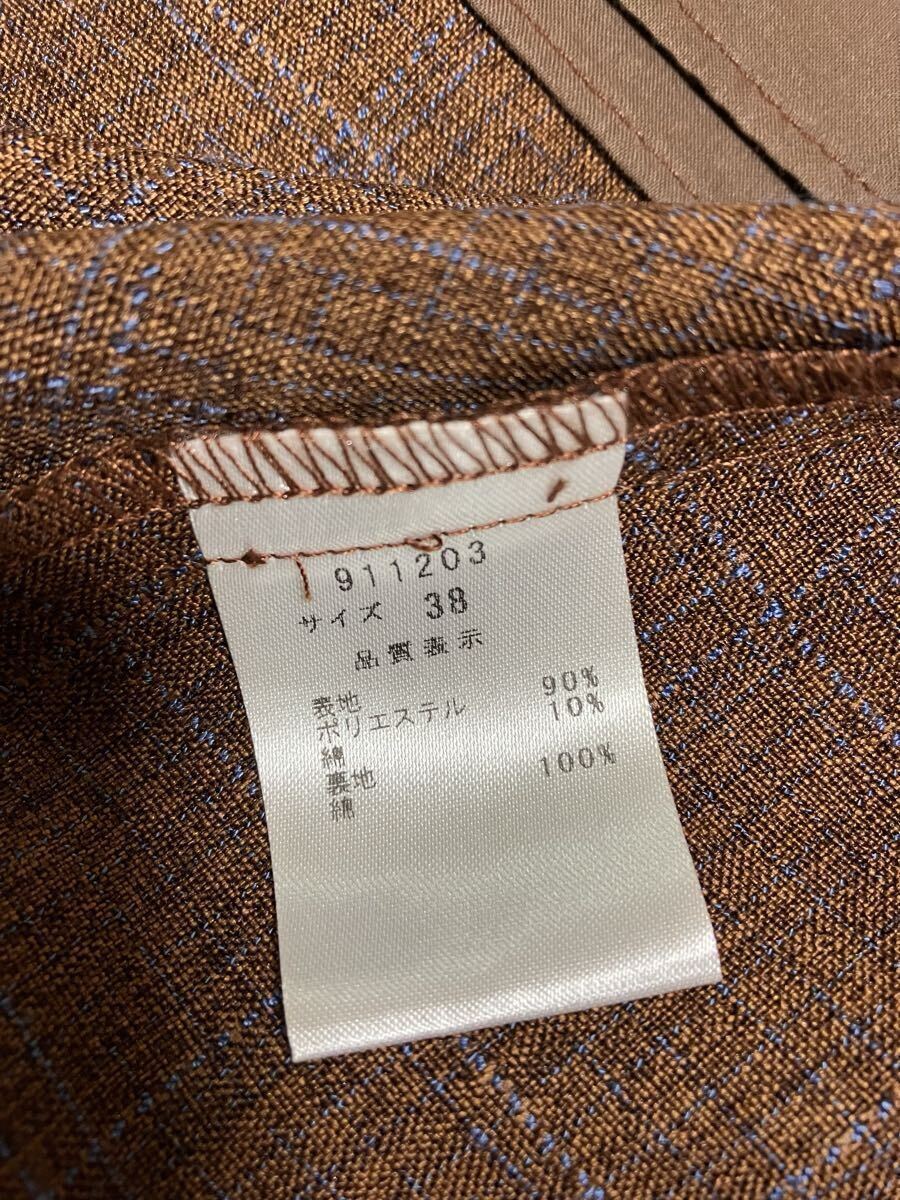 911203
サイズ 38
品質表示
表地
ポリエステル 90%
綿 10%
裏地
綿 100%